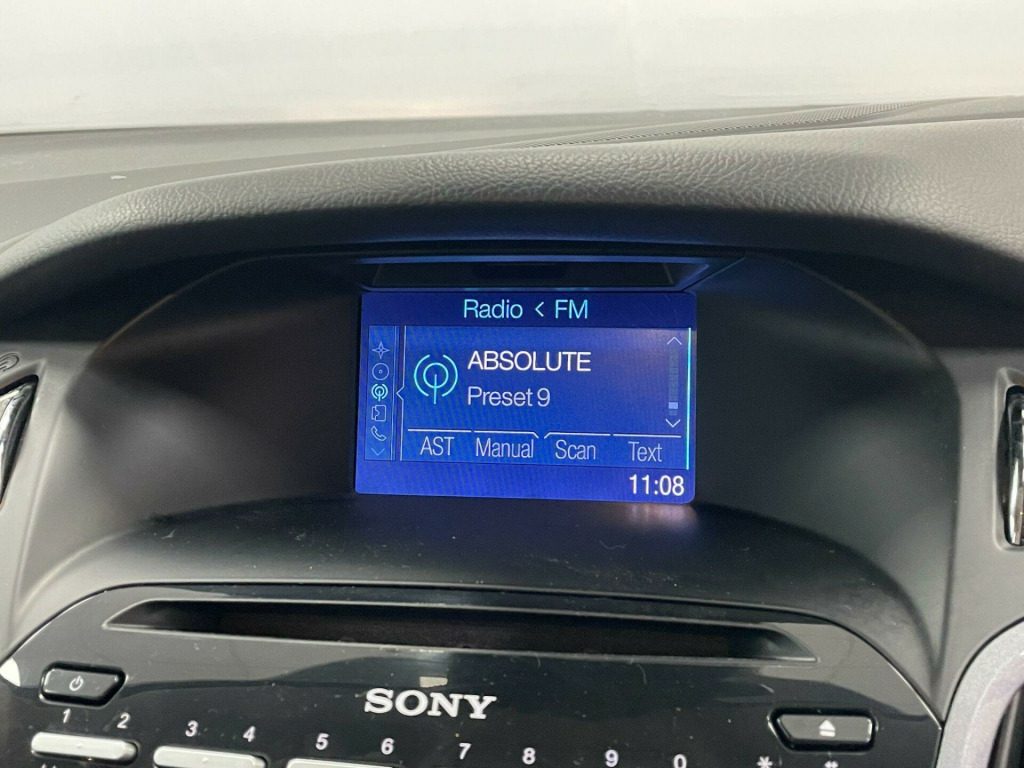 Radio < FM
ABSOLUTE
Preset 9
AST Manual Scan Text
11:08
SONY
1 2 3 4 5 6 7 8 9 0 * #